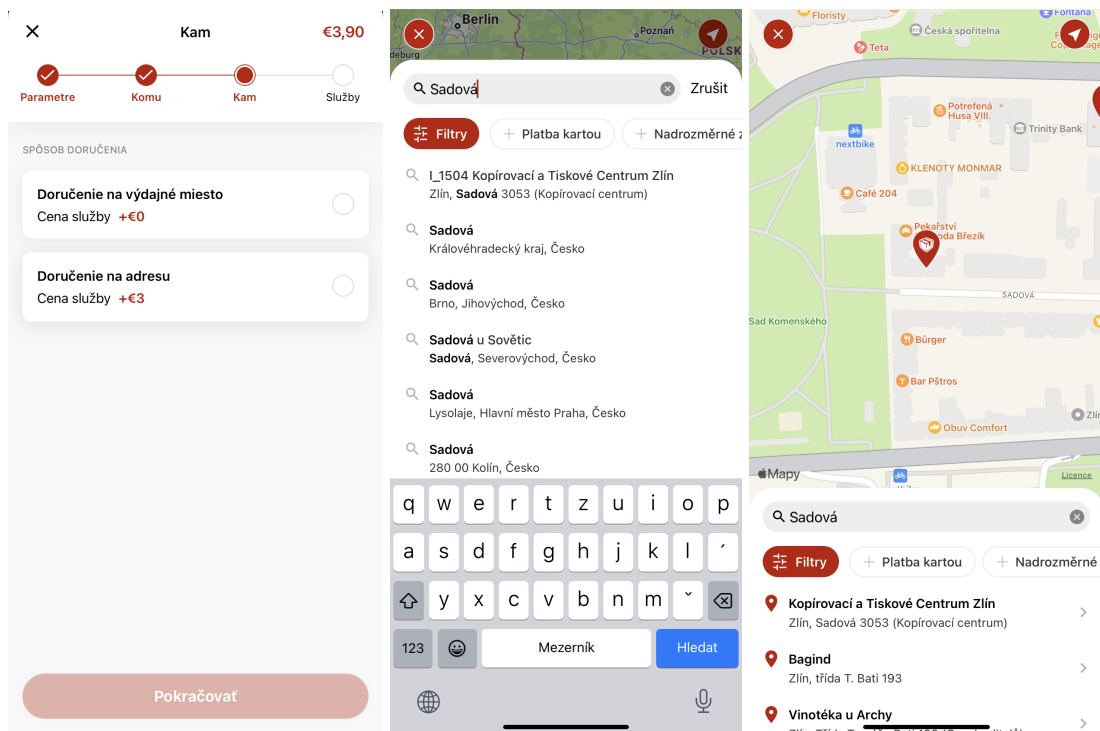 Kam
€3,90
Parametre
Komu
Kam
Služby
SPÔSOB DORUČENIA
Doručenie na výdajné miesto
Cena služby +€0
Doručenie na adresu
Cena služby +€3
Pokračovať
Berlin
Poznań
deburg
POLSK
Sadová
Zrušit
Filtry
Platba kartou
Nadrozměrné z
I_1504 Kopírovací a Tiskové Centrum Zlín
Zlín, Sadová 3053 (Kopírovací centrum)
Sadová
Královéhradecký kraj, Česko
Sadová
Brno, Jihovýchod, Česko
Sadová u Sovětic
Sadová, Severovýchod, Česko
Sadová
Lysolaje, Hlavní město Praha, Česko
Sadová
280 00 Kolín, Česko
q w e r t z u i o p
a s d f g h j k l ´
y x c v b n m ˇ
123
Mezerník
Hledat
Floristy
Fontána
Česká spořitelna
Teta
Potrefená
Husa VIII.
Trinity Bank
nextbike
KLENOTY MONMAR
Café 204
Pekařství
Březík
SADOVÁ
Sad Komenského
Bürger
Bar Pštros
Obuv Comfort
Mapy
Licence
Sadová
Filtry
Platba kartou
Nadrozměrné
Kopírovací a Tiskové Centrum Zlín
Zlín, Sadová 3053 (Kopírovací centrum)
Bagind
Zlín, třída T. Bati 193
Vinotéka u Archy